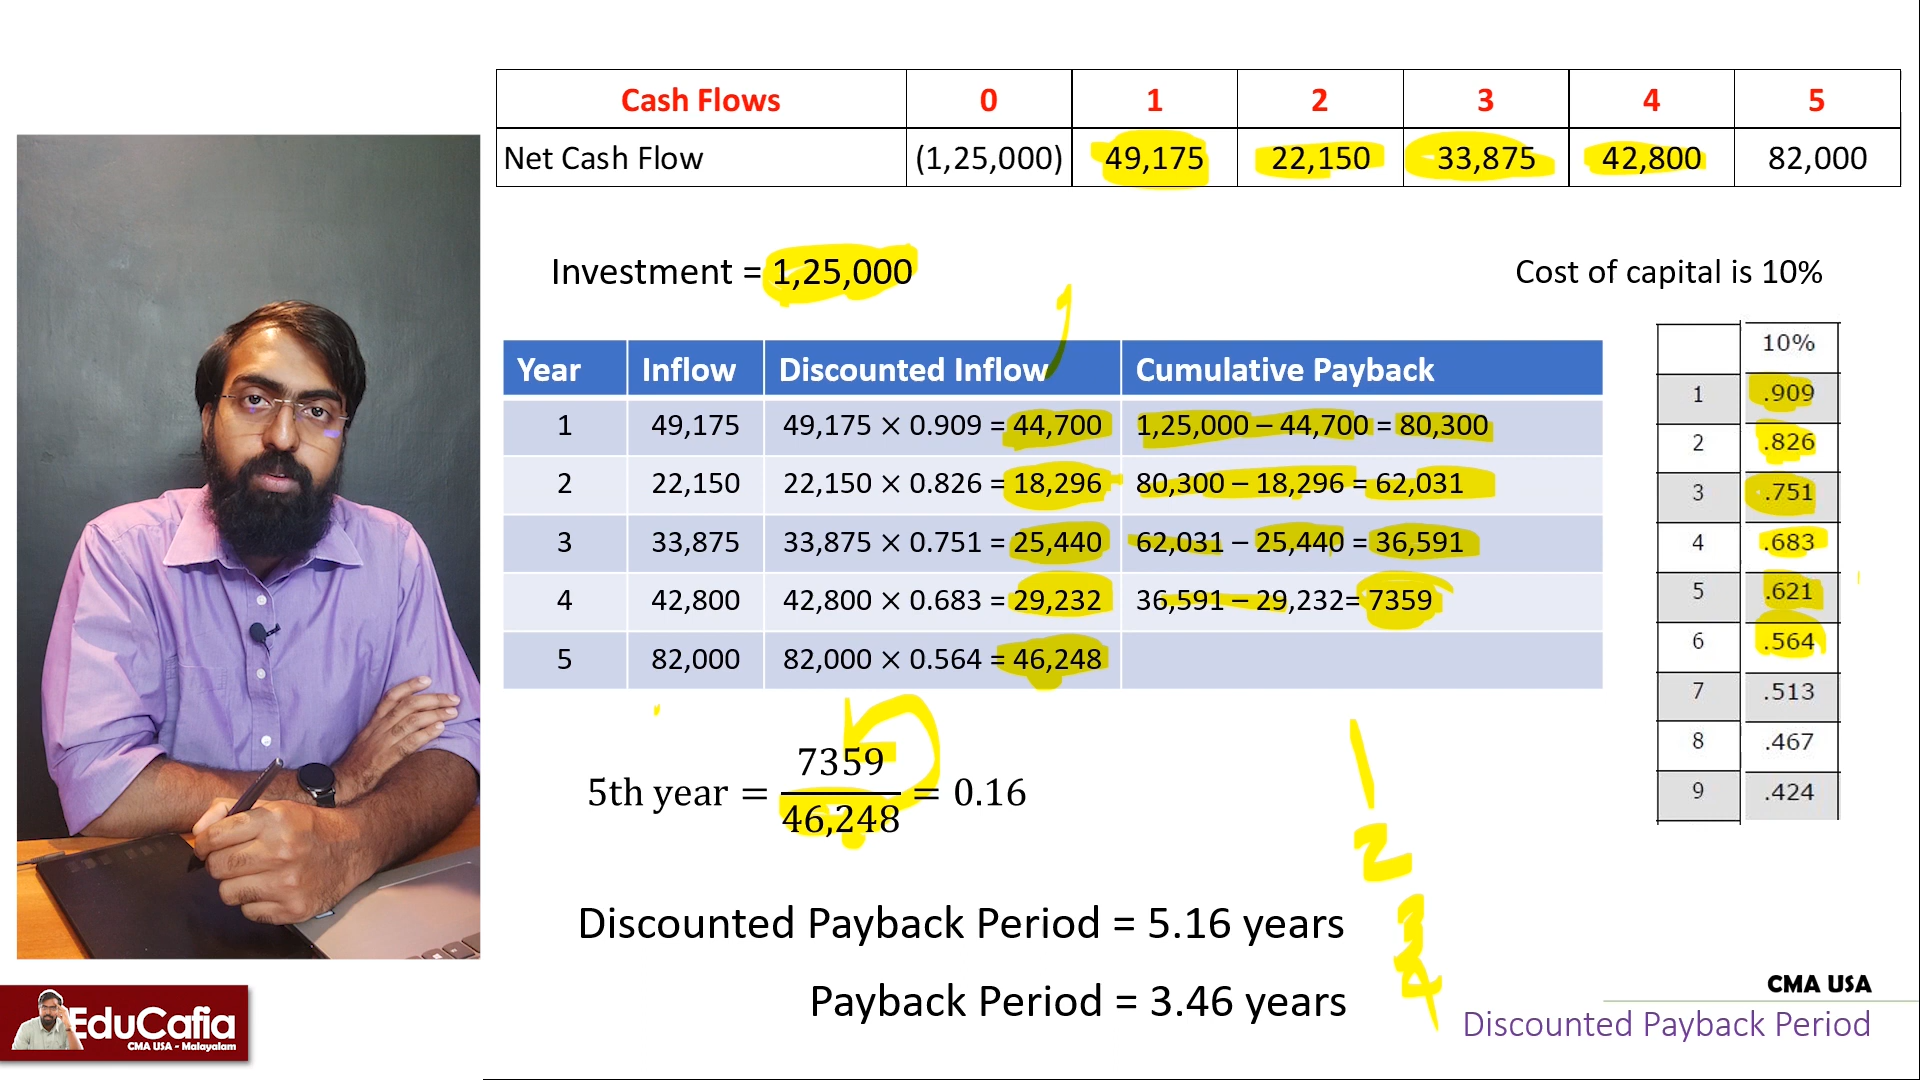 Cash Flows 0 1 2 3 4 5
Net Cash Flow (1,25,000) 49,175 22,150 33,875 42,800 82,000
Investment = 1,25,000
Cost of capital is 10%
Year Inflow Discounted Inflow Cumulative Payback
1 49,175 49,175 × 0.909 = 44,700 1,25,000 – 44,700 = 80,300
2 22,150 22,150 × 0.826 = 18,296 80,300 – 18,296 = 62,031
3 33,875 33,875 × 0.751 = 25,440 62,031 – 25,440 = 36,591
4 42,800 42,800 × 0.683 = 29,232 36,591 – 29,232= 7359
5 82,000 82,000 × 0.564 = 46,248
10%
1 .909
2 .826
3 .751
4 .683
5 .621
6 .564
7 .513
8 .467
9 .424
5th year = 7359/46,248 = 0.16
1
2
3
4
Discounted Payback Period = 5.16 years
Payback Period = 3.46 years
EduCafia
CMA USA - Malayalam
CMA USA
Discounted Payback Period